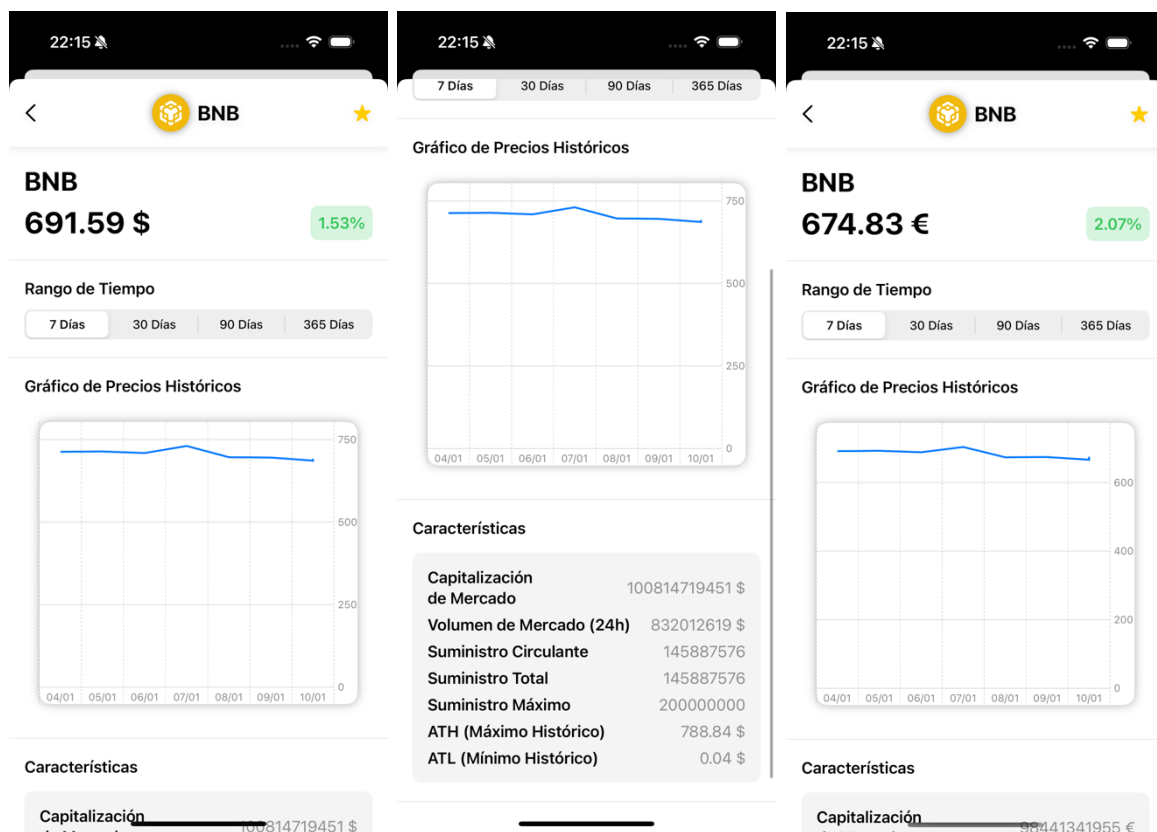 22:15
BNB
BNB
691.59 $
1.53%
Rango de Tiempo
7 Días 30 Días 90 Días 365 Días
Gráfico de Precios Históricos
750
500
250
0
04/01 05/01 06/01 07/01 08/01 09/01 10/01
Características
Capitalización
100814719451 $
22:15
7 Días 30 Días 90 Días 365 Días
Gráfico de Precios Históricos
750
500
250
0
04/01 05/01 06/01 07/01 08/01 09/01 10/01
Características
Capitalización
de Mercado 100814719451 $
Volumen de Mercado (24h) 832012619 $
Suministro Circulante 145887576
Suministro Total 145887576
Suministro Máximo 200000000
ATH (Máximo Histórico) 788.84 $
ATL (Mínimo Histórico) 0.04 $
22:15
BNB
BNB
674.83 €
2.07%
Rango de Tiempo
7 Días 30 Días 90 Días 365 Días
Gráfico de Precios Históricos
600
400
200
0
04/01 05/01 06/01 07/01 08/01 09/01 10/01
Características
Capitalización
98441341955 €